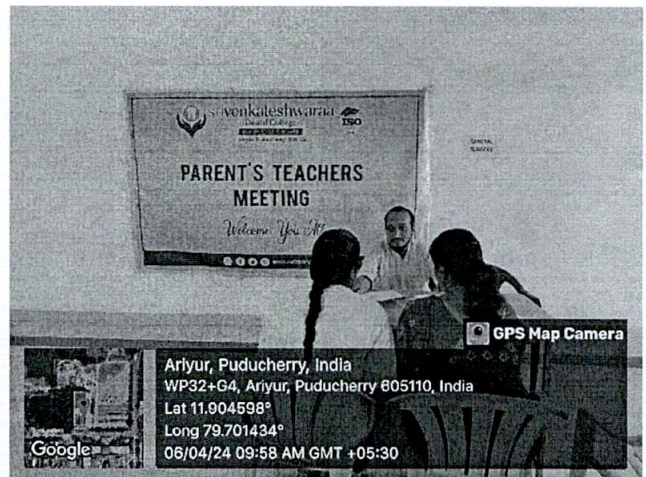 srivenkateshwaraa
Dental College
ISO
PARENT'S TEACHERS
MEETING
Welcome You All
GPS Map Camera
Ariyur, Puducherry, India
WP32+G4, Ariyur, Puducherry 605110, India
Lat 11.904598°
Long 79.701434°
06/04/24 09:58 AM GMT +05:30
Google